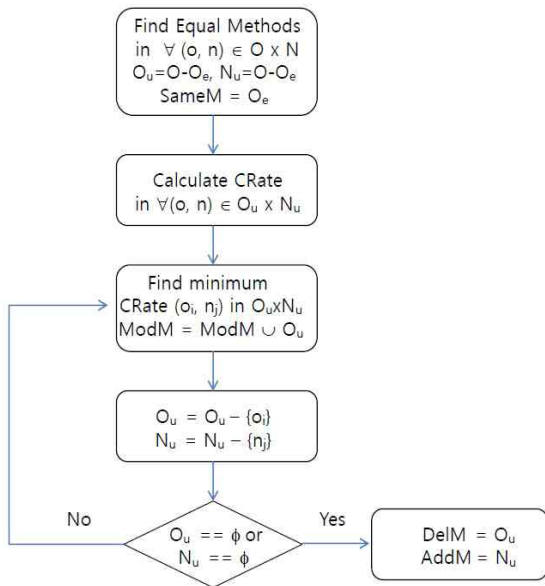 Find Equal Methods
in ∀ (o, n) ∈ O x N
Oᵤ=O-Oₑ, Nᵤ=O-Oₑ
SameM = Oₑ
Calculate CRate
in ∀(o, n) ∈ Oᵤ x Nᵤ
Find minimum
CRate (oᵢ, nⱼ) in OᵤxNᵤ
ModM = ModM ∪ Oᵤ
Oᵤ = Oᵤ – {oᵢ}
Nᵤ = Nᵤ – {nⱼ}
No
Oᵤ == ϕ or
Nᵤ == ϕ
Yes
DelM = Oᵤ
AddM = Nᵤ